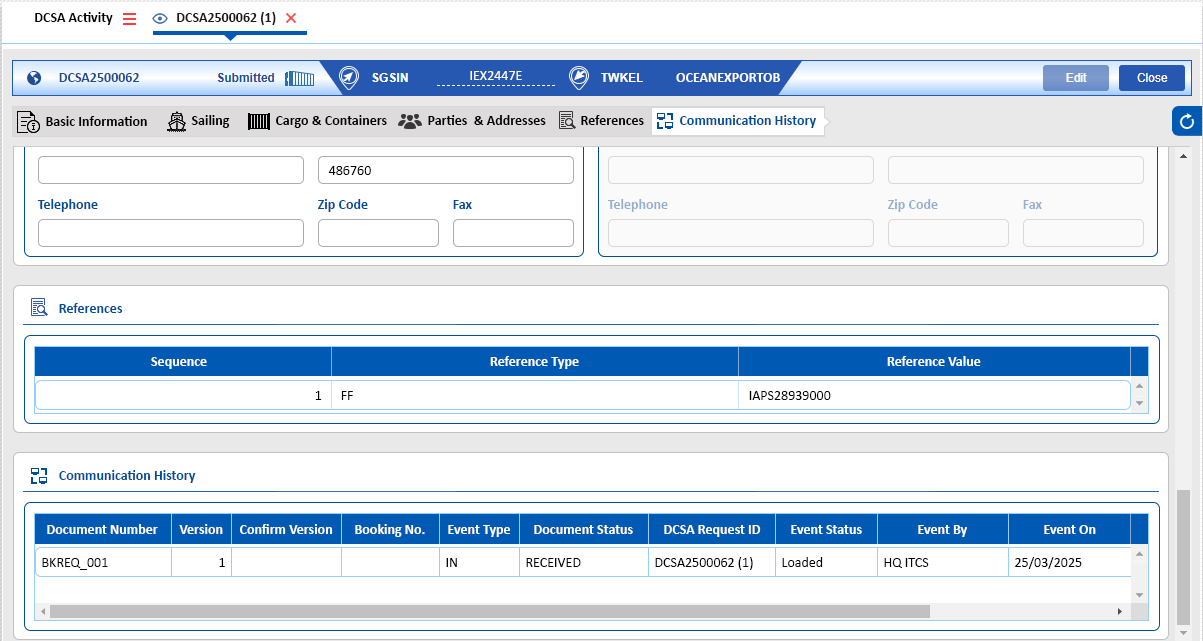 DCSA Activity DCSA2500062 (1)
DCSA2500062 Submitted SGSIN IEX2447E TWKEL OCEANEXPORTOB Edit Close
Basic Information Sailing Cargo & Containers Parties & Addresses References Communication History
486760
Telephone Zip Code Fax Telephone Zip Code Fax
References
Sequence Reference Type Reference Value
1 FF IAPS28939000
Communication History
Document Number Version Confirm Version Booking No. Event Type Document Status DCSA Request ID Event Status Event By Event On
BKREQ_001 1 IN RECEIVED DCSA2500062 (1) Loaded HQ ITCS 25/03/2025